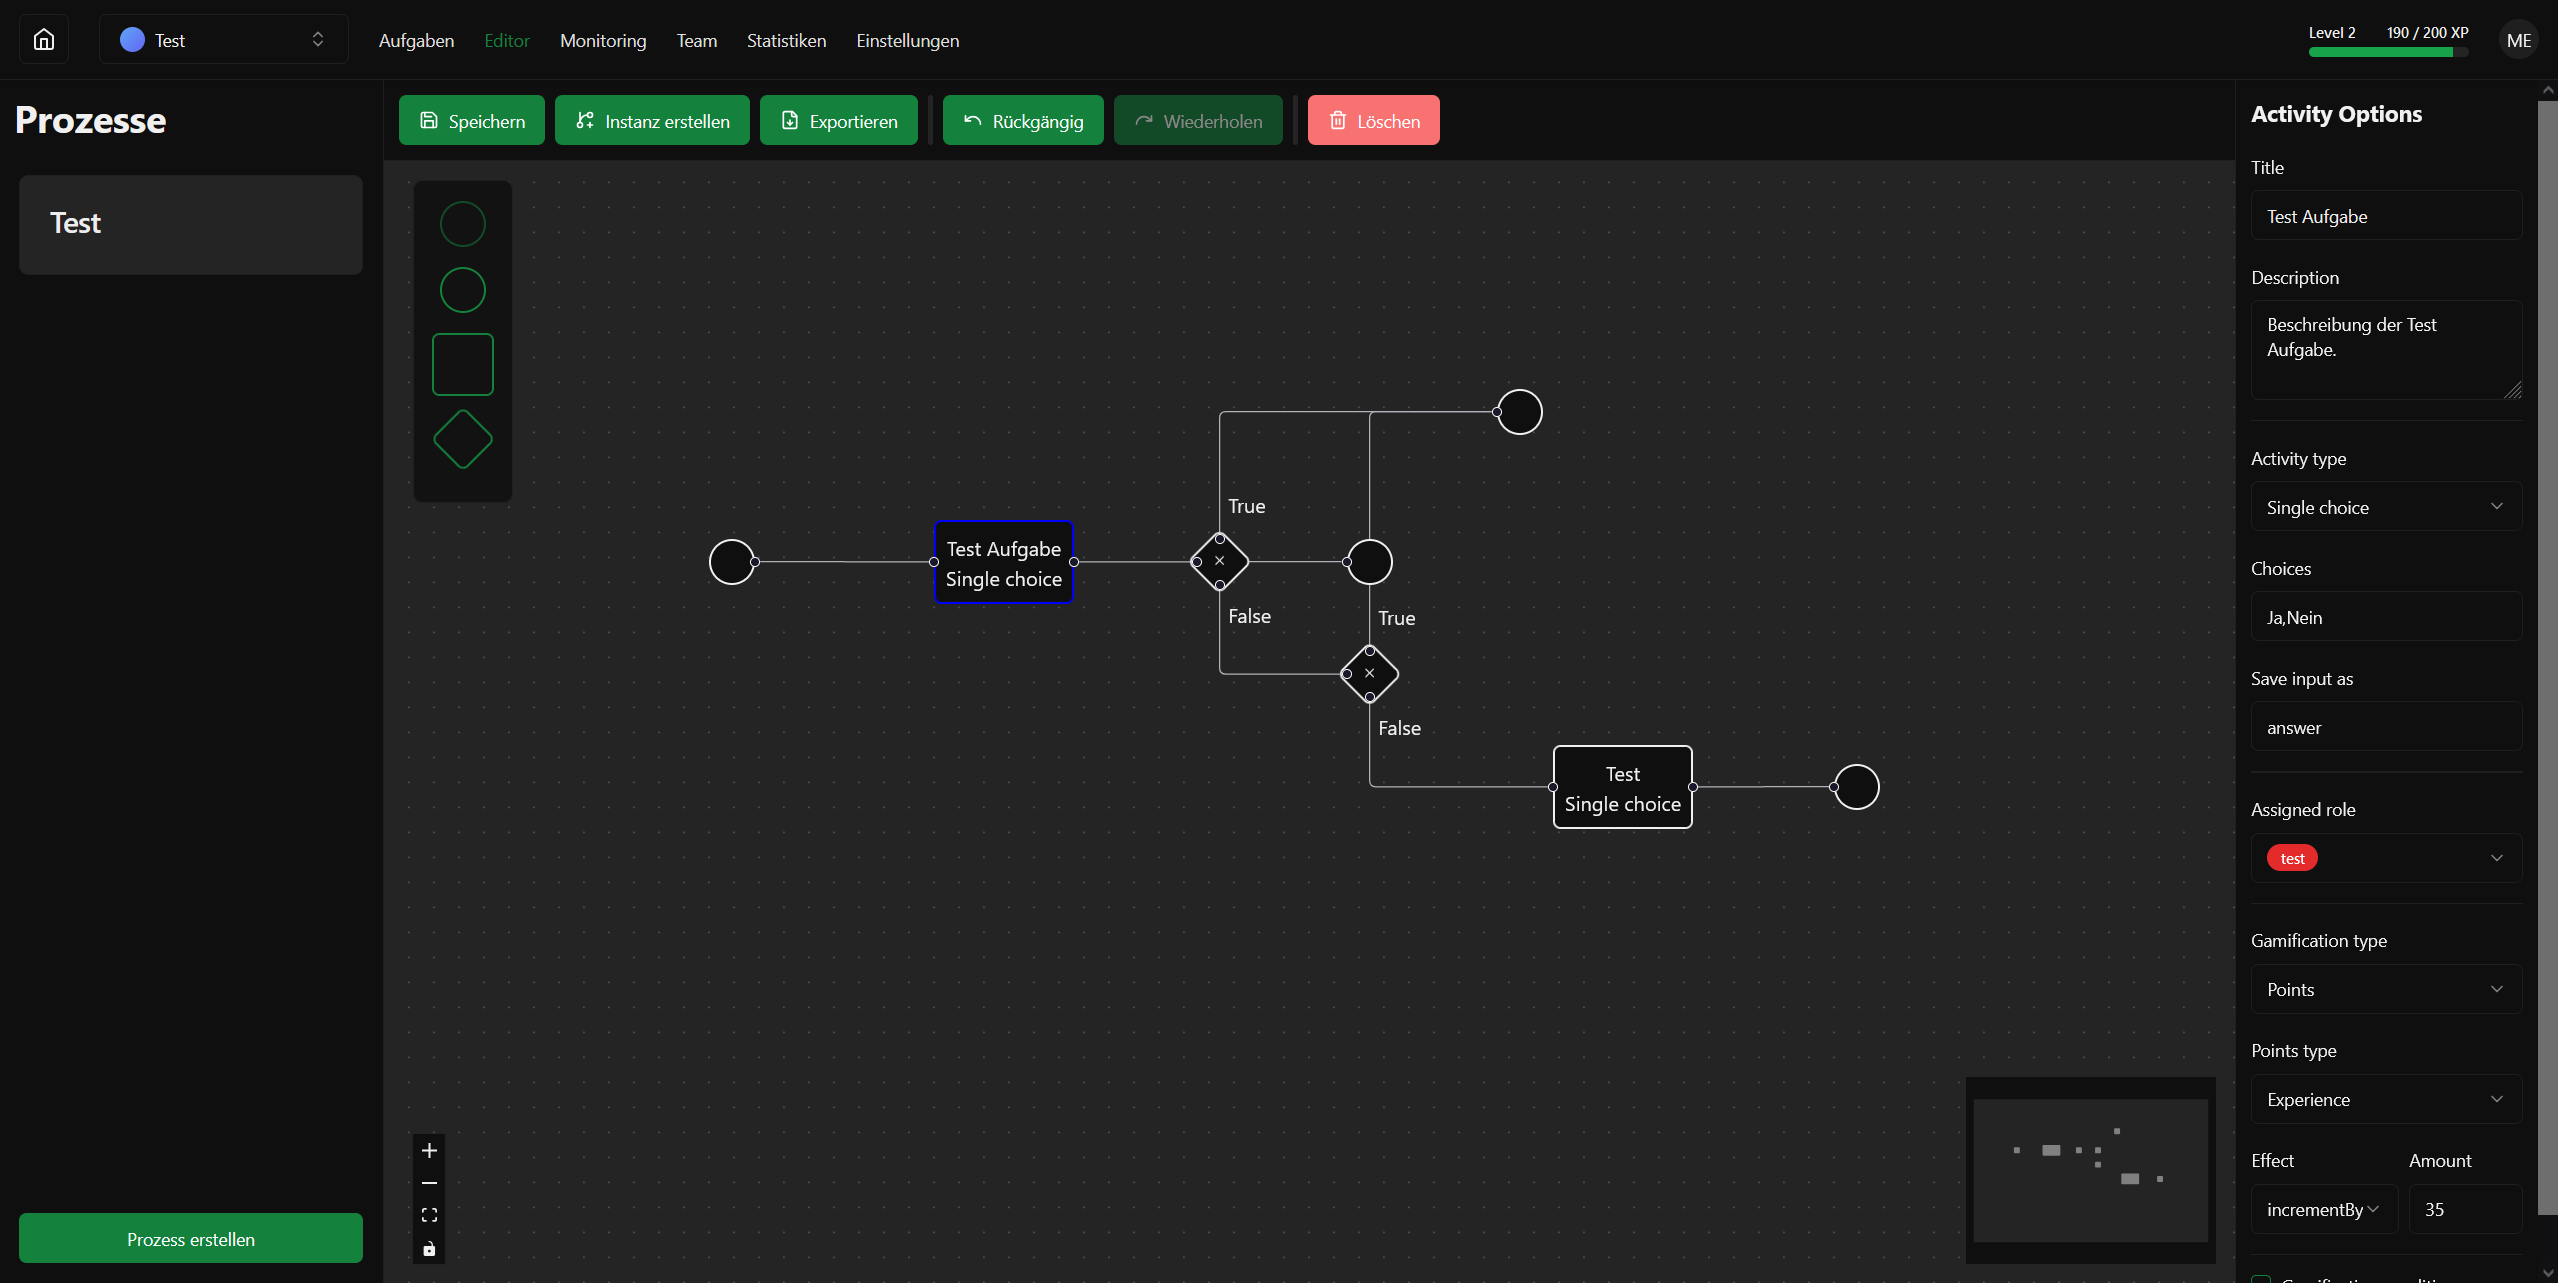 Test
Aufgaben
Editor
Monitoring
Team
Statistiken
Einstellungen
Level 2
190 / 200 XP
ME
Prozesse
Test
Prozess erstellen
Speichern
Instanz erstellen
Exportieren
Rückgängig
Wiederholen
Löschen
True
Test Aufgabe
Single choice
False
True
False
Test
Single choice
Activity Options
Title
Test Aufgabe
Description
Beschreibung der Test
Aufgabe.
Activity type
Single choice
Choices
Ja,Nein
Save input as
answer
Assigned role
test
Gamification type
Points
Points type
Experience
Effect
Amount
incrementBy
35